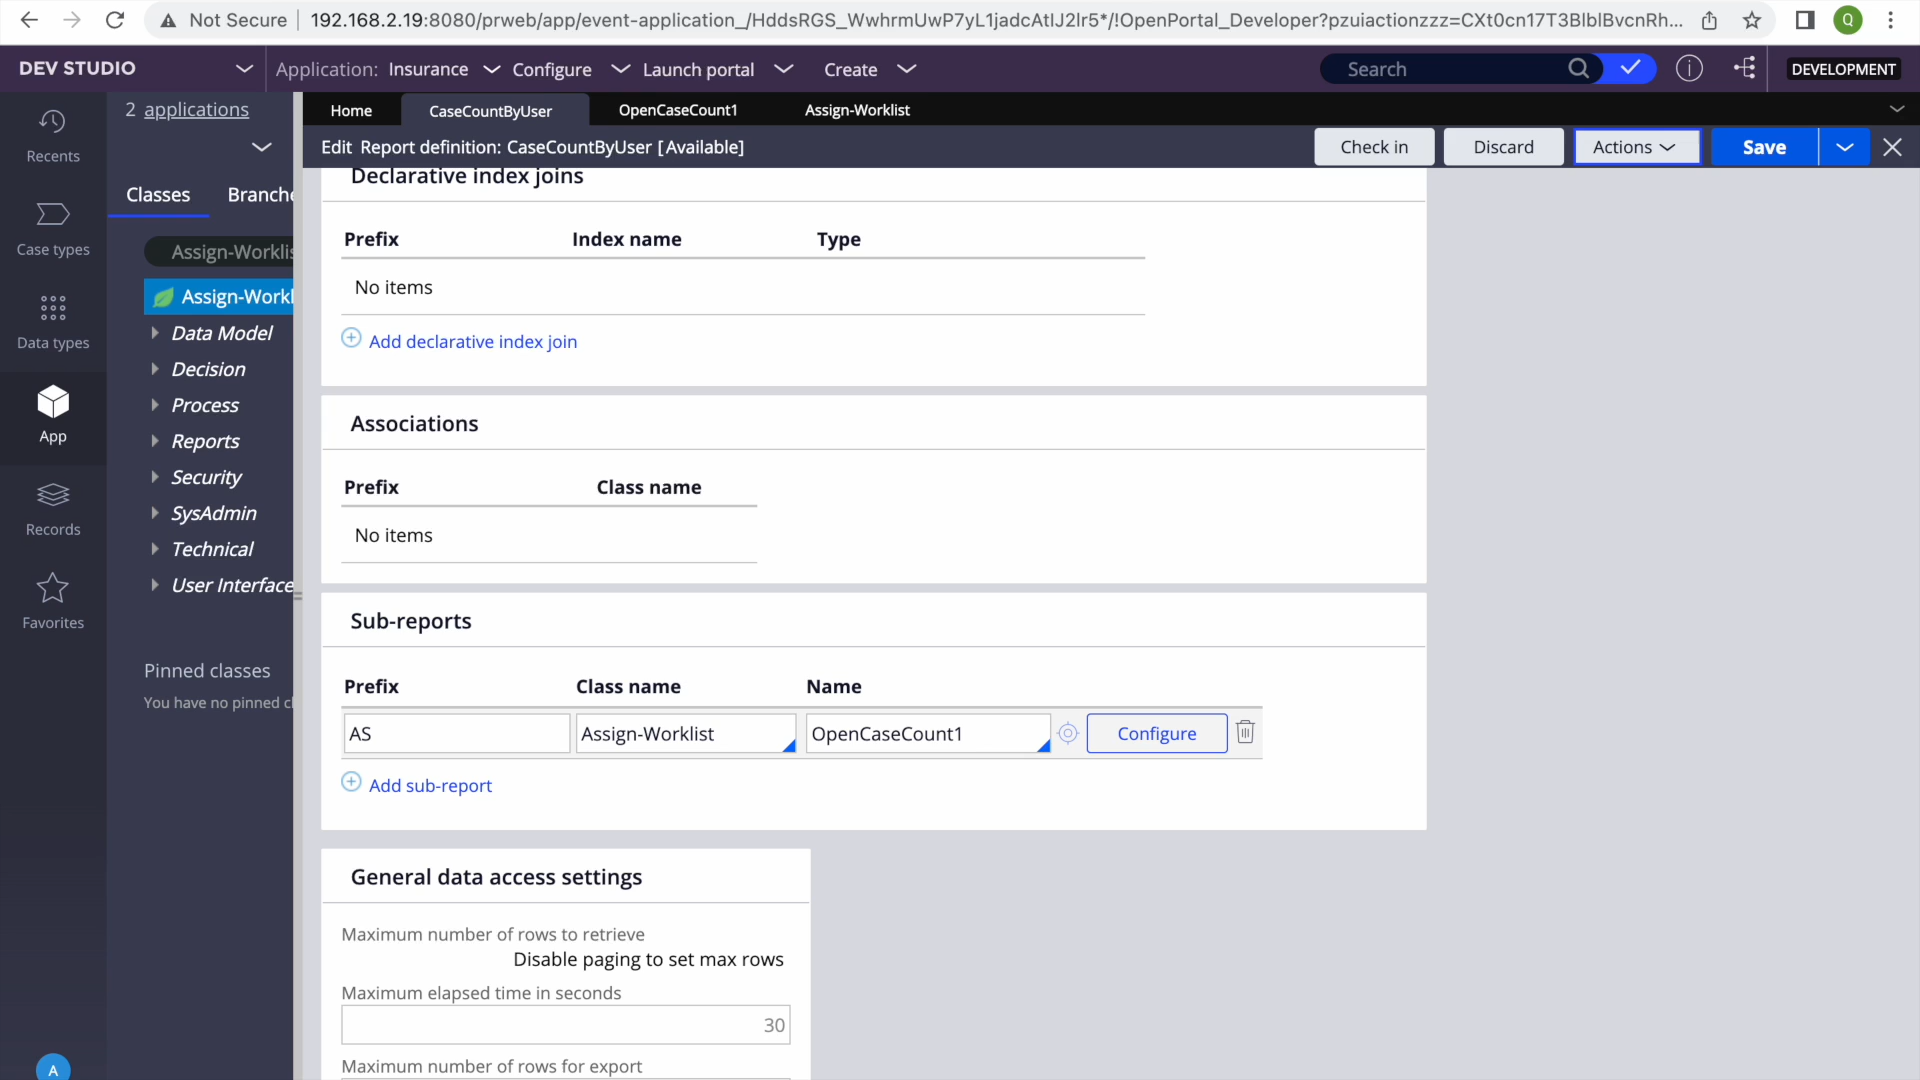 Not Secure
192.168.2.19:8080/prweb/app/event-application_/HddsRGS_WwhrmUwP7yL1jadcAtIJ2lr5*/!OpenPortal_Developer?pzuiactionzzz=CXt0cn17T3BlblBvcnRh...
Q
DEV STUDIO
Application: Insurance
Configure
Launch portal
Create
Search
DEVELOPMENT
2 applications
Home
CaseCountByUser
OpenCaseCount1
Assign-Worklist
Edit Report definition: CaseCountByUser [Available]
Check in
Discard
Actions
Save
Recents
Case types
Data types
App
Records
Favorites
A
Classes
Branche
Assign-Worklis
Assign-Workl
Data Model
Decision
Process
Reports
Security
SysAdmin
Technical
User Interface
Pinned classes
You have no pinned cl
Declarative index joins
Prefix
Index name
Type
No items
Add declarative index join
Associations
Prefix
Class name
No items
Sub-reports
Prefix
Class name
Name
AS
Assign-Worklist
OpenCaseCount1
Configure
Add sub-report
General data access settings
Maximum number of rows to retrieve
Disable paging to set max rows
Maximum elapsed time in seconds
30
Maximum number of rows for export